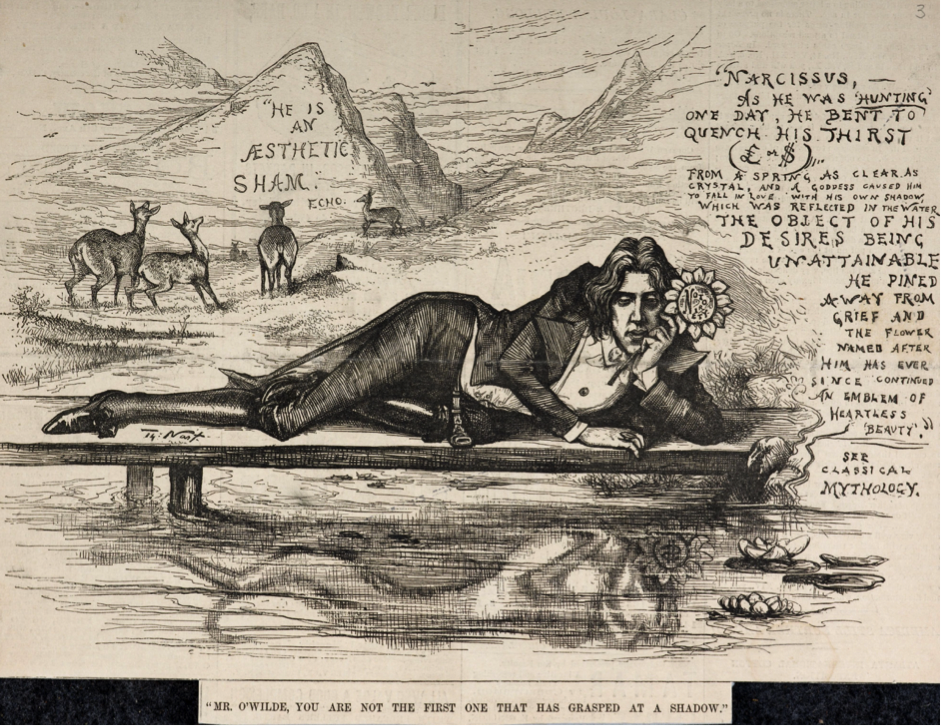 3
"HE IS
AN
ÆSTHETIC
SHAM."
ECHO.
"NARCISSUS, —
AS HE WAS 'HUNTING'
ONE DAY, HE BENT TO
QUENCH HIS THIRST
(£ or $)
FROM A SPRING AS CLEAR AS
CRYSTAL, AND A GODDESS CAUSED HIM
TO FALL IN LOVE WITH HIS OWN SHADOW,
WHICH WAS REFLECTED IN THE WATER
THE OBJECT OF HIS
DESIRES BEING
UNATTAINABLE
HE PINED
AWAY FROM
GRIEF AND
THE FLOWER
NAMED AFTER
HIM HAS EVER
SINCE CONTINUED
AN EMBLEM OF
HEARTLESS
'BEAUTY'."
SEE
CLASSICAL
MYTHOLOGY.
Th: Nast.
"MR. O'WILDE, YOU ARE NOT THE FIRST ONE THAT HAS GRASPED AT A SHADOW."